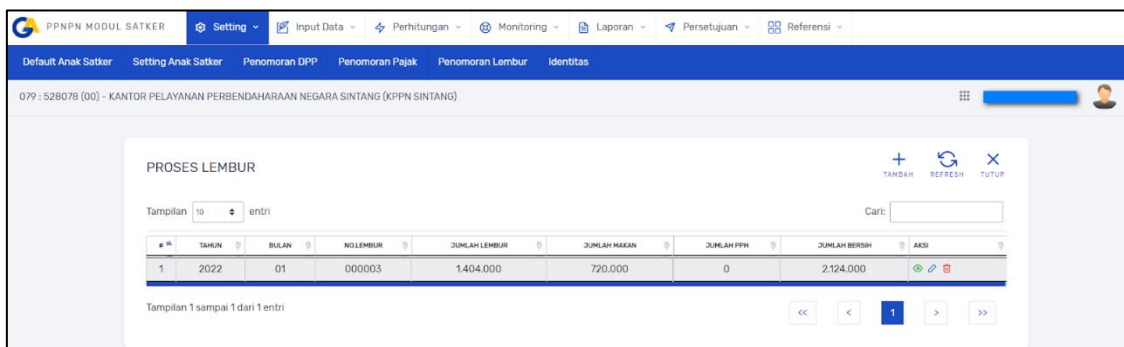 PPNPN MODUL SATKER Setting Input Data Perhitungan Monitoring Laporan Persetujuan Referensi
Default Anak Satker Setting Anak Satker Penomoran DPP Penomoran Pajak Penomoran Lembur Identitas
079 : 528078 (00) - KANTOR PELAYANAN PERBENDAHARAAN NEGARA SINTANG (KPPN SINTANG)
PROSES LEMBUR
TAMBAH REFRESH TUTUP
Tampilan 10 entri Cari:
# TAHUN BULAN NO.LEMBUR JUMLAH LEMBUR JUMLAH MAKAN JUMLAH PPH JUMLAH BERSIH AKSI
1 2022 01 000003 1.404.000 720.000 0 2.124.000
Tampilan 1 sampai 1 dari 1 entri
<< < 1 > >>